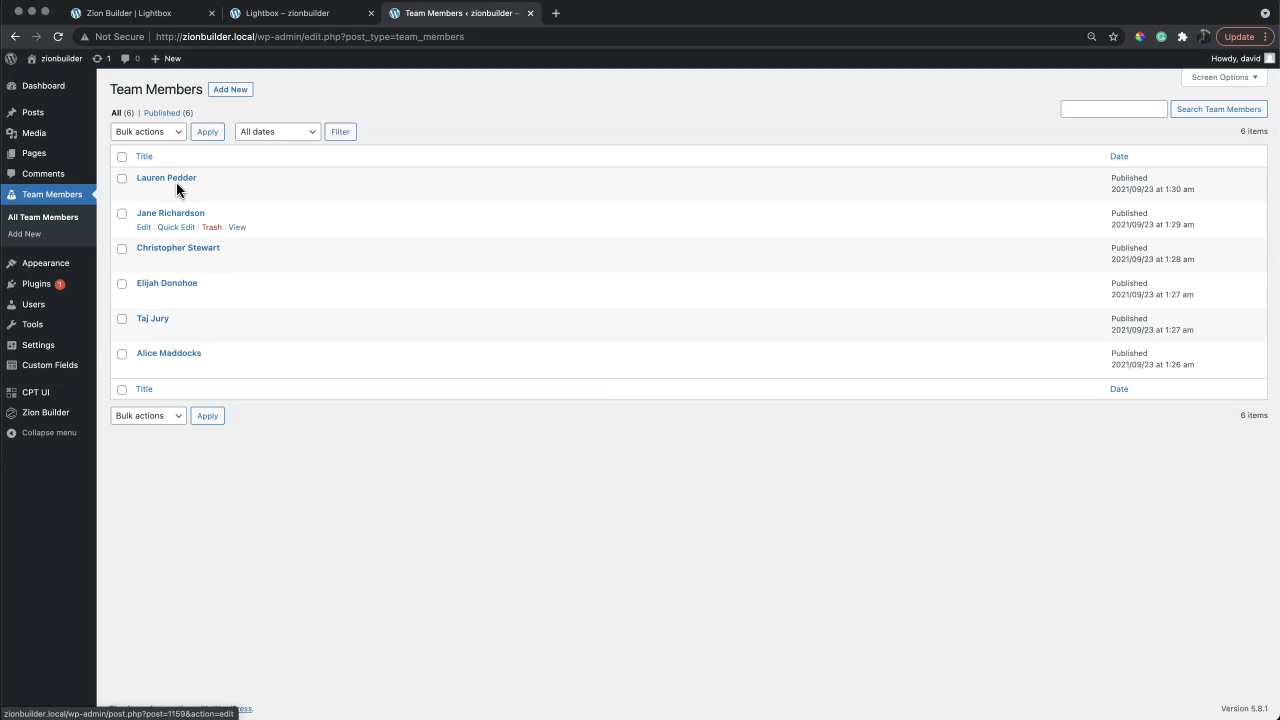 Zion Builder | Lightbox
Lightbox – zionbuilder
Team Members ‹ zionbuilder –
Not Secure | http://zionbuilder.local/wp-admin/edit.php?post_type=team_members
Update
zionbuilder 1 0 New
Howdy, david
Screen Options
Dashboard
Posts
Media
Pages
Comments
Team Members
All Team Members
Add New
Appearance
Plugins 1
Users
Tools
Settings
Custom Fields
CPT UI
Zion Builder
Collapse menu
Team Members Add New
All (6) | Published (6)
Search Team Members
Bulk actions Apply All dates Filter
6 items
Title Date
Lauren Pedder Published
2021/09/23 at 1:30 am
Jane Richardson Published
Edit | Quick Edit | Trash | View 2021/09/23 at 1:29 am
Christopher Stewart Published
2021/09/23 at 1:28 am
Elijah Donohoe Published
2021/09/23 at 1:27 am
Taj Jury Published
2021/09/23 at 1:27 am
Alice Maddocks Published
2021/09/23 at 1:26 am
Title Date
Bulk actions Apply 6 items
Version 5.8.1
zionbuilder.local/wp-admin/post.php?post=1159&action=edit